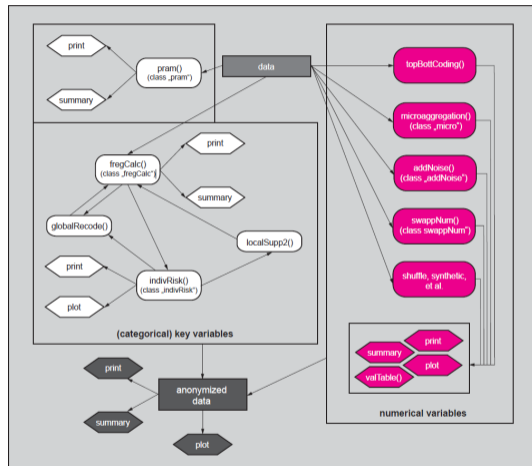 print
pram()
(class „pram“)
summary
data
topBottCoding()
microaggregation()
(class „micro“)
addNoise()
(class „addNoise“)
swappNum()
(class swappNum“)
shuffle, synthetic,
et al.
print
summary
plot
valTable()
numerical variables
fregCalc()
(class „fregCalc“)
print
summary
globalRecode()
localSupp2()
print
indivRisk()
(class „indivRisk“)
plot
(categorical) key variables
print
anonymized
data
summary
plot